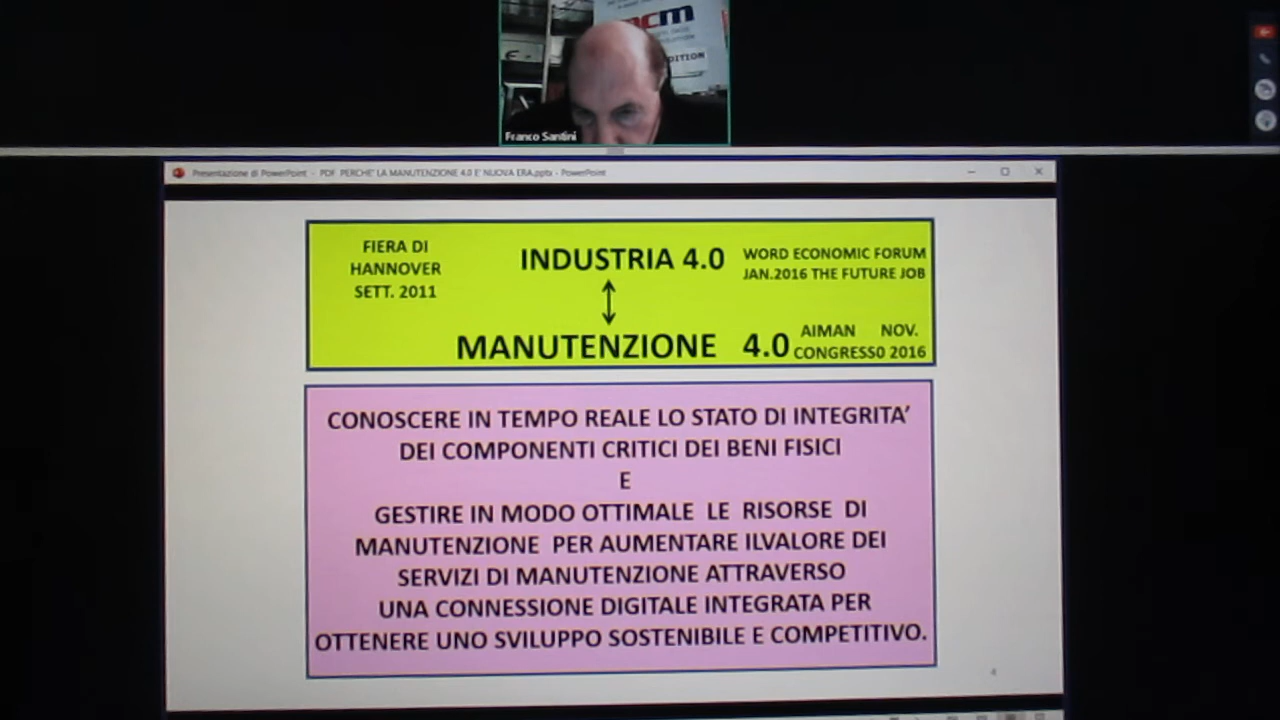 mcm
DITION
Franco Santini
Presentazione di PowerPoint - PDF PERCHE' LA MANUTENZIONE 4.0 E' NUOVA ERA.pptx - PowerPoint
FIERA DI
HANNOVER
SETT. 2011
INDUSTRIA 4.0
WORD ECONOMIC FORUM
JAN.2016 THE FUTURE JOB
MANUTENZIONE 4.0
AIMAN NOV.
CONGRESSO 2016
CONOSCERE IN TEMPO REALE LO STATO DI INTEGRITA'
DEI COMPONENTI CRITICI DEI BENI FISICI
E
GESTIRE IN MODO OTTIMALE LE RISORSE DI
MANUTENZIONE PER AUMENTARE ILVALORE DEI
SERVIZI DI MANUTENZIONE ATTRAVERSO
UNA CONNESSIONE DIGITALE INTEGRATA PER
OTTENERE UNO SVILUPPO SOSTENIBILE E COMPETITIVO.
4